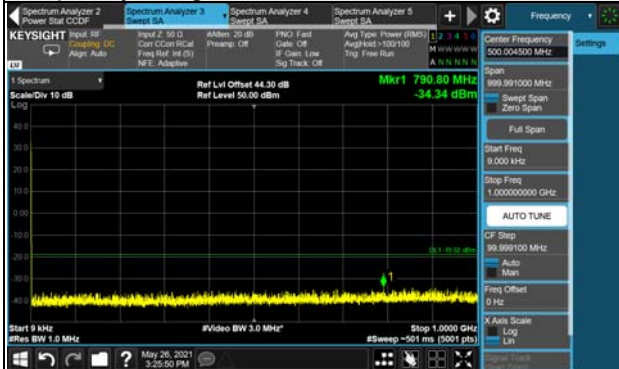 Spectrum Analyzer 2
Power Stat CCDF
Spectrum Analyzer 3
Swept SA
Spectrum Analyzer 4
Swept SA
Spectrum Analyzer 5
Swept SA
Frequency
KEYSIGHT
Input: RF
Coupling: DC
Align: Auto
Input Z: 50 Ω
Corr CCorr RCal
Freq Ref: Int (S)
NFE: Adaptive
#Atten: 20 dB
Preamp: Off
PNO: Fast
Gate: Off
IF Gain: Low
Sig Track: Off
Avg Type: Power (RMS)
Avg|Hold:>100/100
Trig: Free Run
1 2 3 4 5 6
M W W W W W
A N N N N N
LV
1 Spectrum
Scale/Div 10 dB
Log
Ref Lvl Offset 44.30 dB
Ref Level 50.00 dBm
Mkr1 790.80 MHz
-34.34 dBm
40.0
30.0
20.0
10.0
0.00
-10.0
-20.0
-30.0
-40.0
1
Start 9 kHz
#Res BW 1.0 MHz
#Video BW 3.0 MHz*
Stop 1.0000 GHz
#Sweep ~501 ms (5001 pts)
May 26, 2021
3:25:50 PM
Center Frequency
500.004500 MHz
Settings
Span
999.991000 MHz
Swept Span
Zero Span
Full Span
Start Freq
9.000 kHz
Stop Freq
1.000000000 GHz
AUTO TUNE
CF Step
99.999100 MHz
Auto
Man
Freq Offset
0 Hz
X Axis Scale
Log
Lin
Signal Track